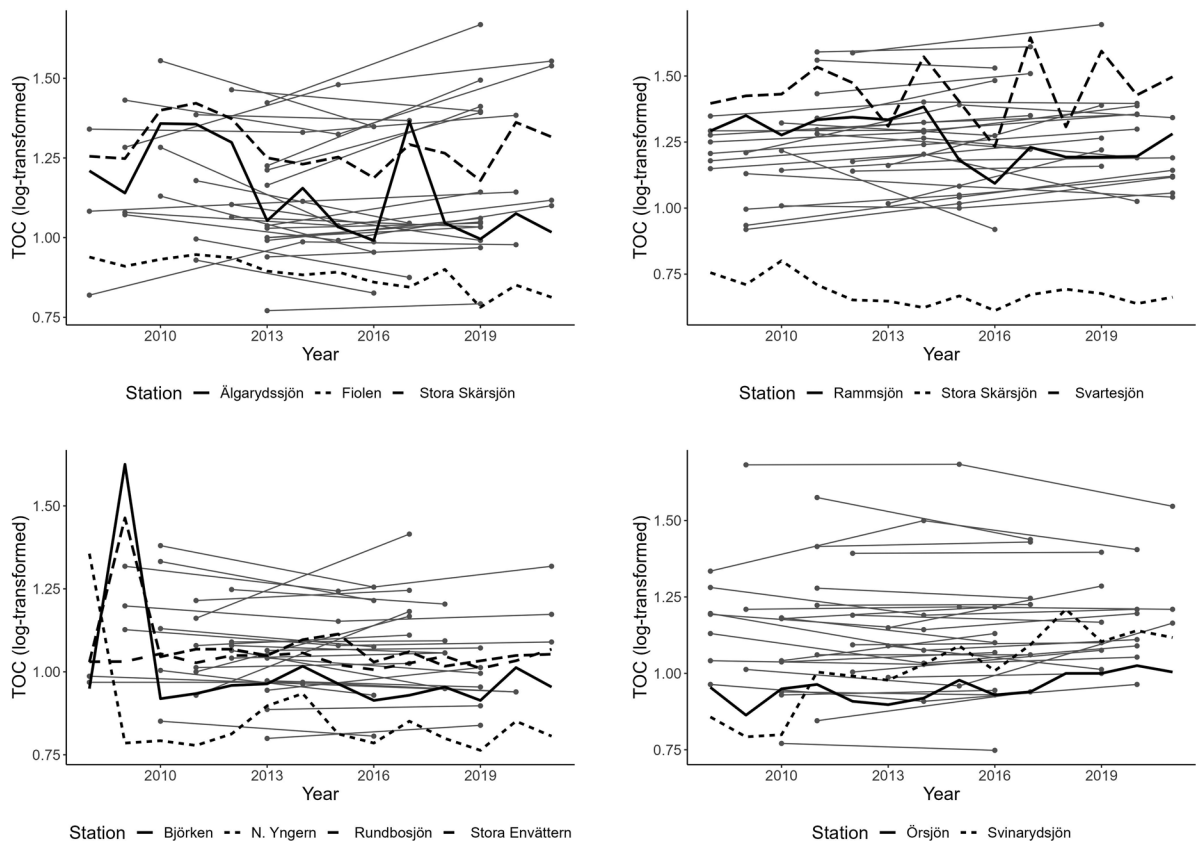 TOC (log-transformed)
1.50
1.25
1.00
0.75
2010 2013 2016 2019
Year
Station Älgarydssjön Fiolen Stora Skärsjön
TOC (log-transformed)
1.50
1.25
1.00
0.75
2010 2013 2016 2019
Year
Station Rammsjön Stora Skärsjön Svartesjön
TOC (log-transformed)
1.50
1.25
1.00
0.75
2010 2013 2016 2019
Year
Station Björken N. Yngern Rundbosjön Stora Envättern
TOC (log-transformed)
1.50
1.25
1.00
0.75
2010 2013 2016 2019
Year
Station Örsjön Svinarydsjön